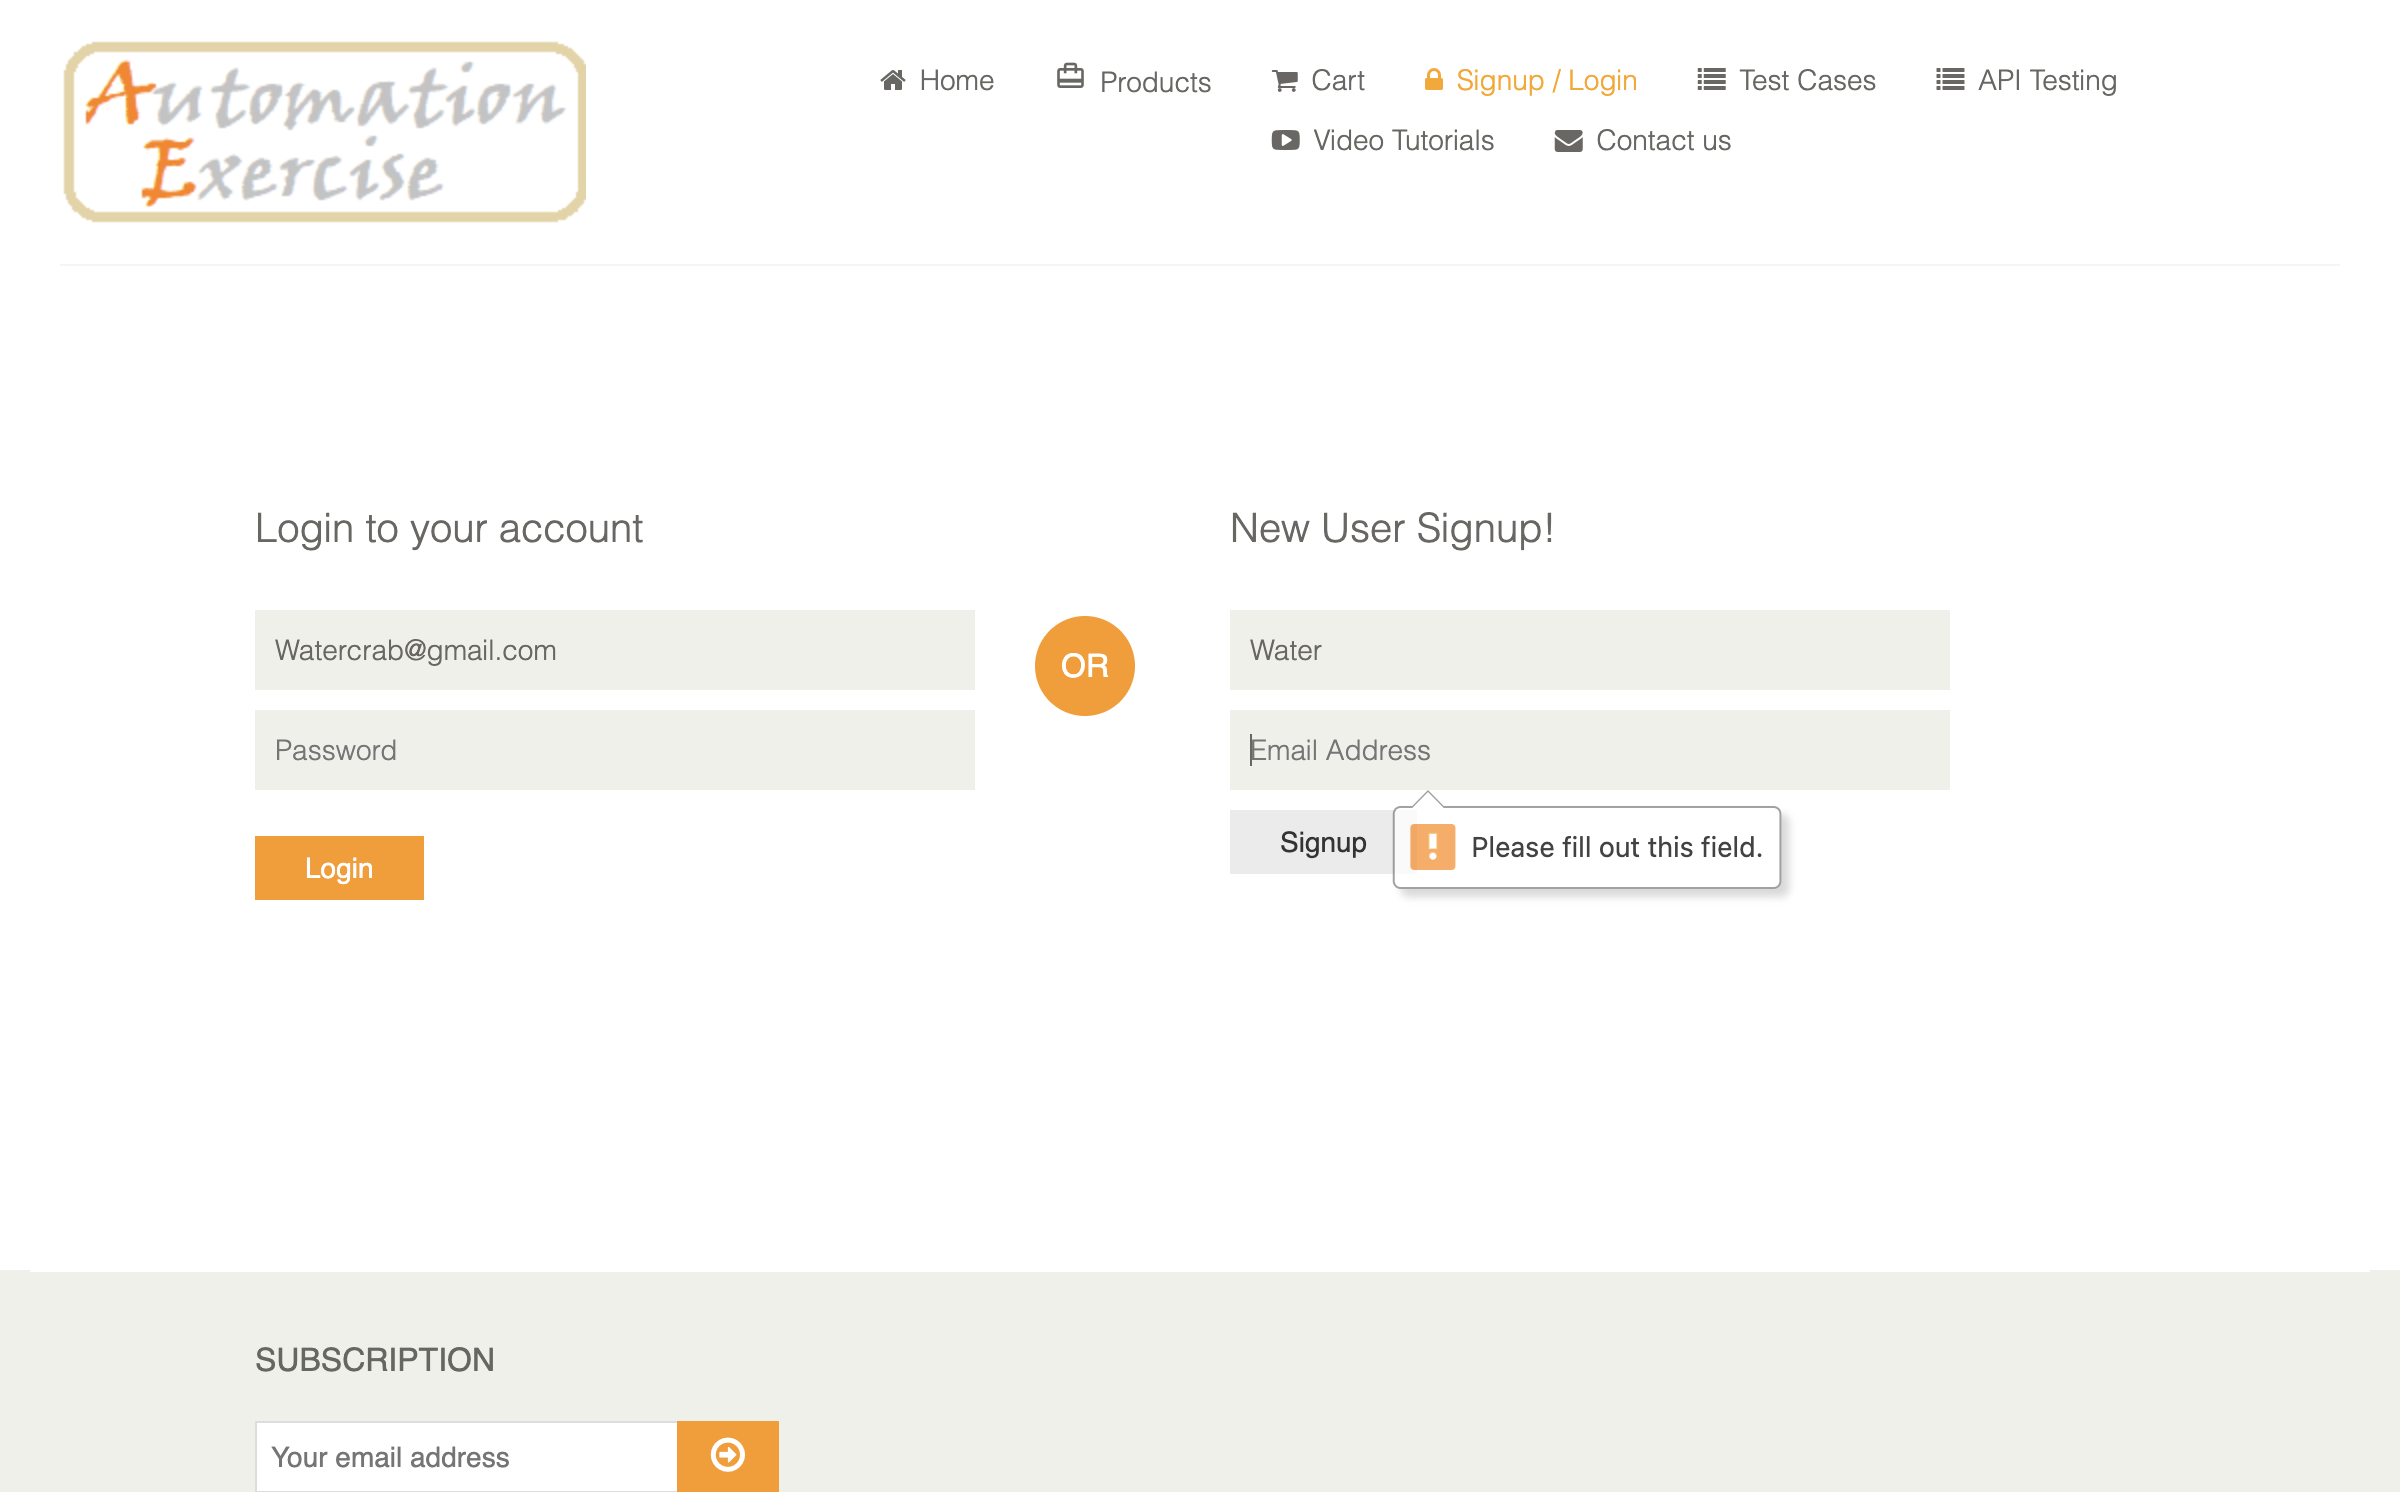 Automation
Exercise
Home
Products
Cart
Signup / Login
Test Cases
API Testing
Video Tutorials
Contact us
Login to your account
Watercrab@gmail.com
Password
Login
OR
New User Signup!
Water
Email Address
Signup
Please fill out this field.
SUBSCRIPTION
Your email address